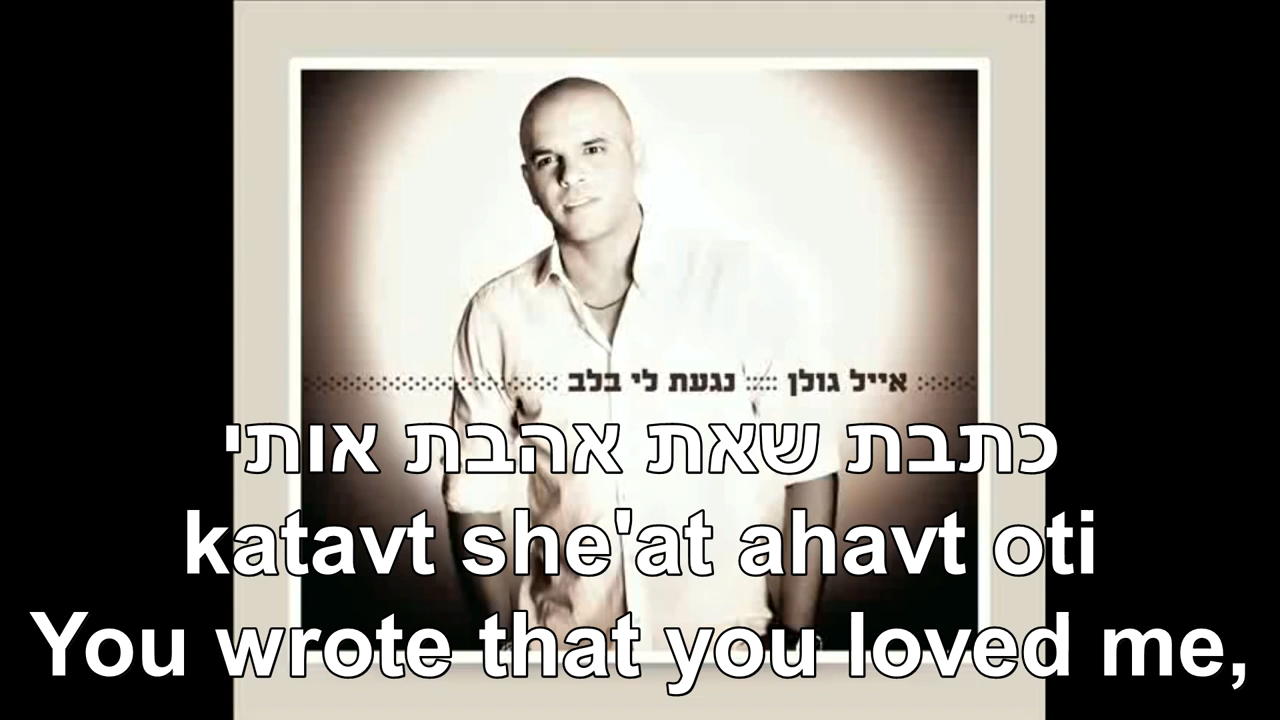 אייל גולן ::::: נגעת לי בלב
כתבת שאת אהבת אותי
katavt she'at ahavt oti
You wrote that you loved me,